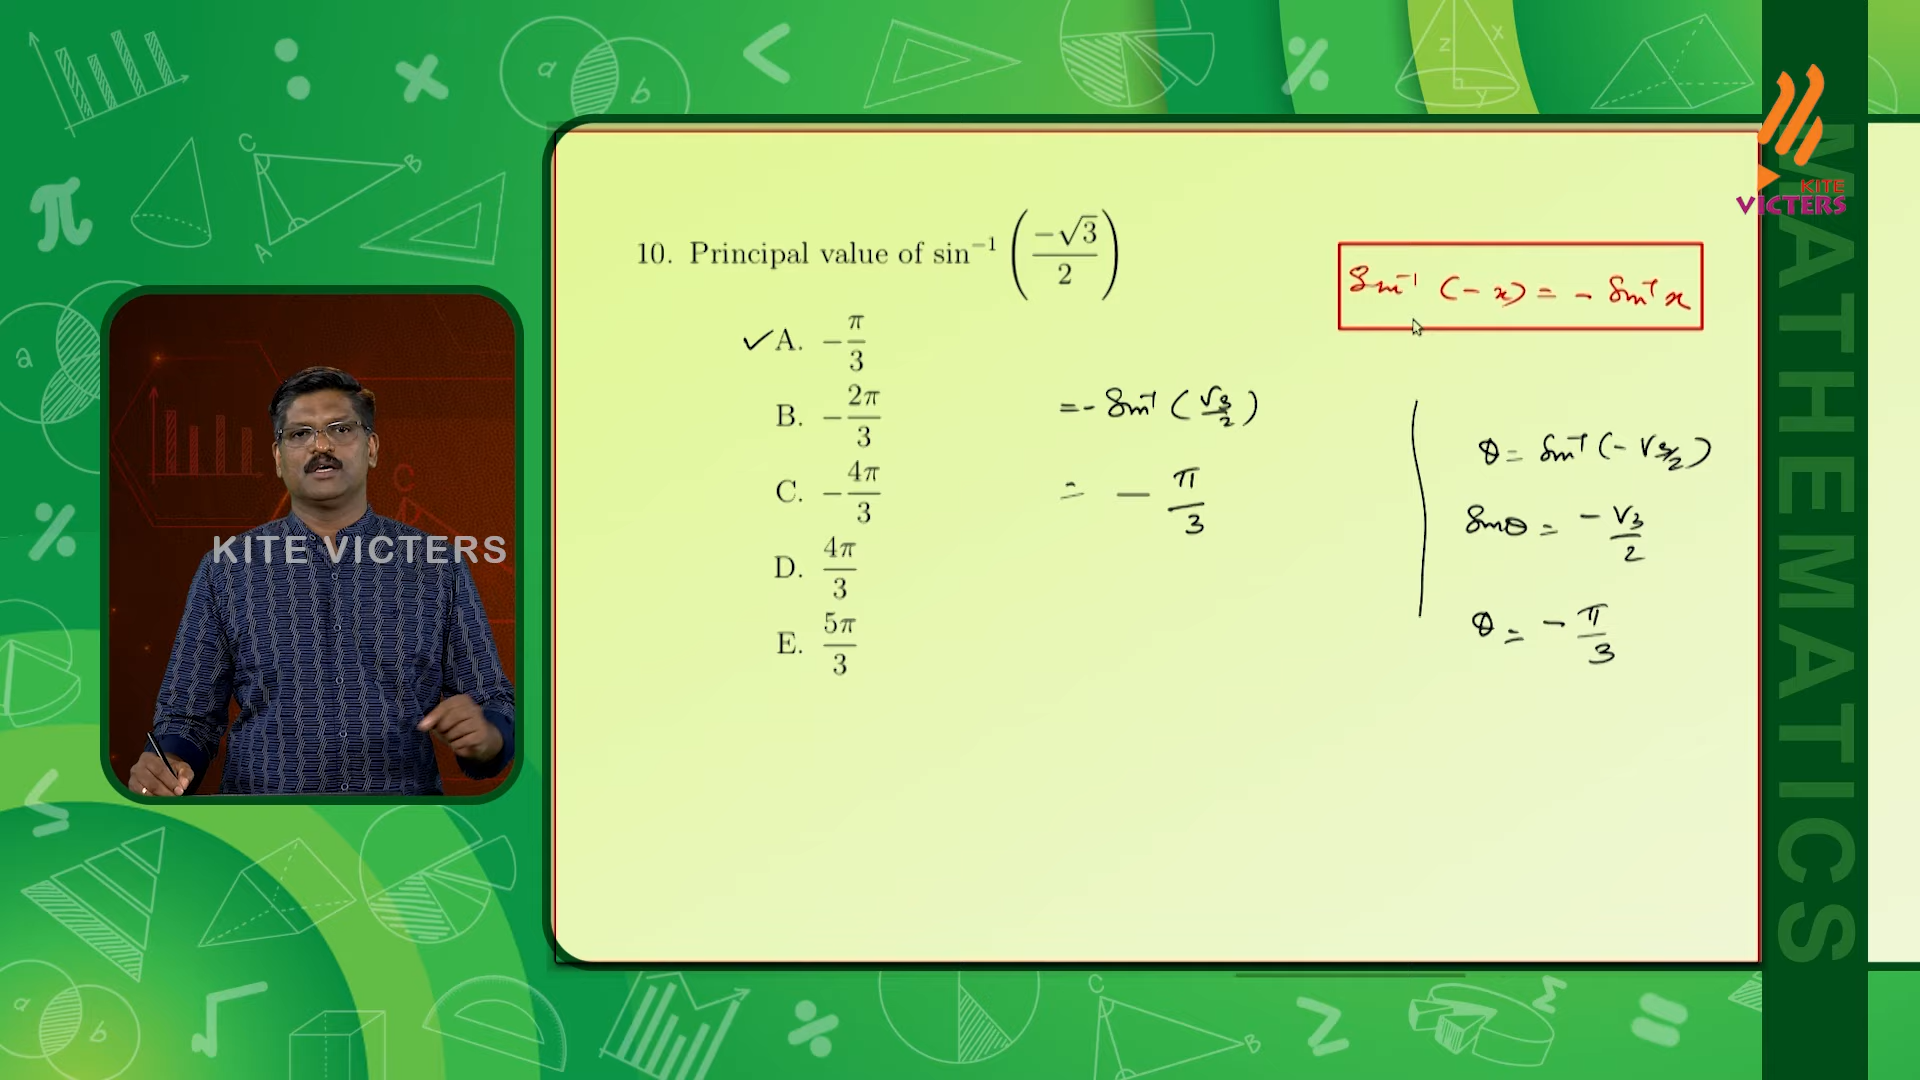 10. Principal value of sin⁻¹ (−√3/2)
✓A. −π/3
B. −2π/3
C. −4π/3
D. 4π/3
E. 5π/3
Sin⁻¹ (−x) = − Sin⁻¹ x
= − Sin⁻¹ (√3/2)
= − π/3
θ = Sin⁻¹ (−√3/2)
Sinθ = −√3/2
θ = −π/3
KITE VICTERS
KITE
VICTERS
MATHEMATICS
a
b
C
B
A
π
a
Z
X
Y
a
b
C
B